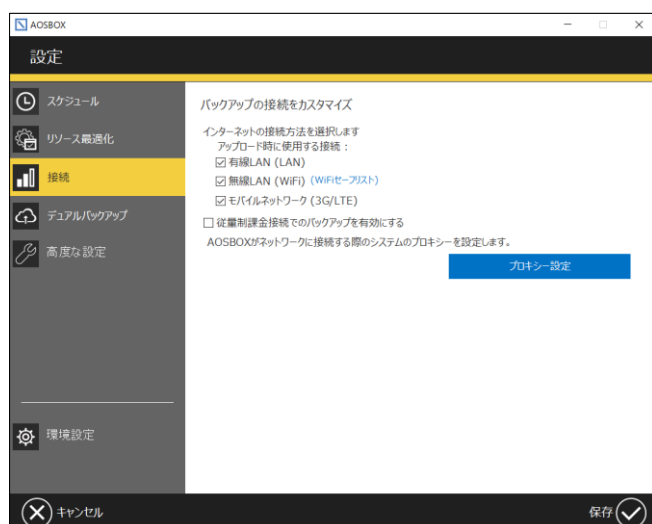 AOSBOX
設定
スケジュール
リソース最適化
接続
デュアルバックアップ
高度な設定
環境設定
バックアップの接続をカスタマイズ
インターネットの接続方法を選択します
アップロード時に使用する接続：
有線LAN (LAN)
無線LAN (WiFi) (WiFiセーフリスト)
モバイルネットワーク (3G/LTE)
従量制課金接続でのバックアップを有効にする
AOSBOXがネットワークに接続する際のシステムのプロキシーを設定します。
プロキシー設定
キャンセル
保存